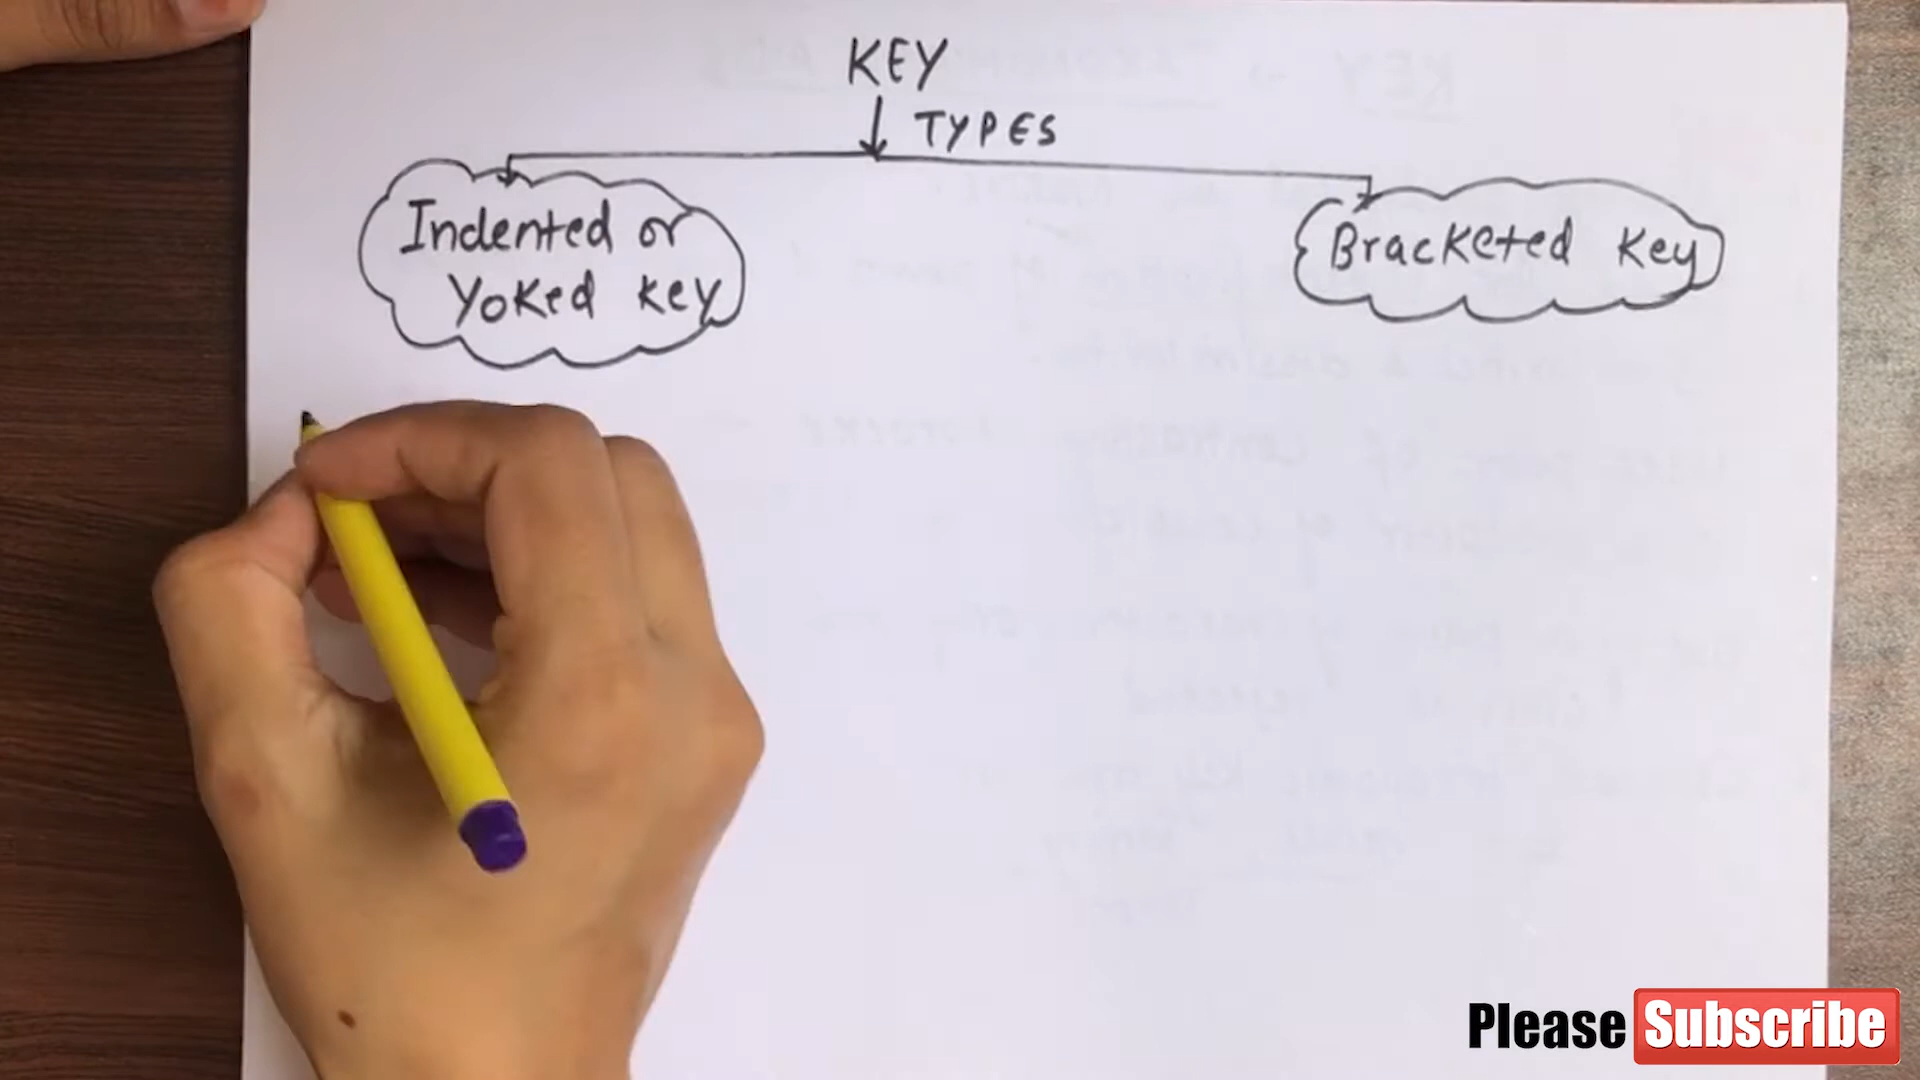 KEY
TYPES
Indented or
Yoked key
Bracketed Key
Please Subscribe